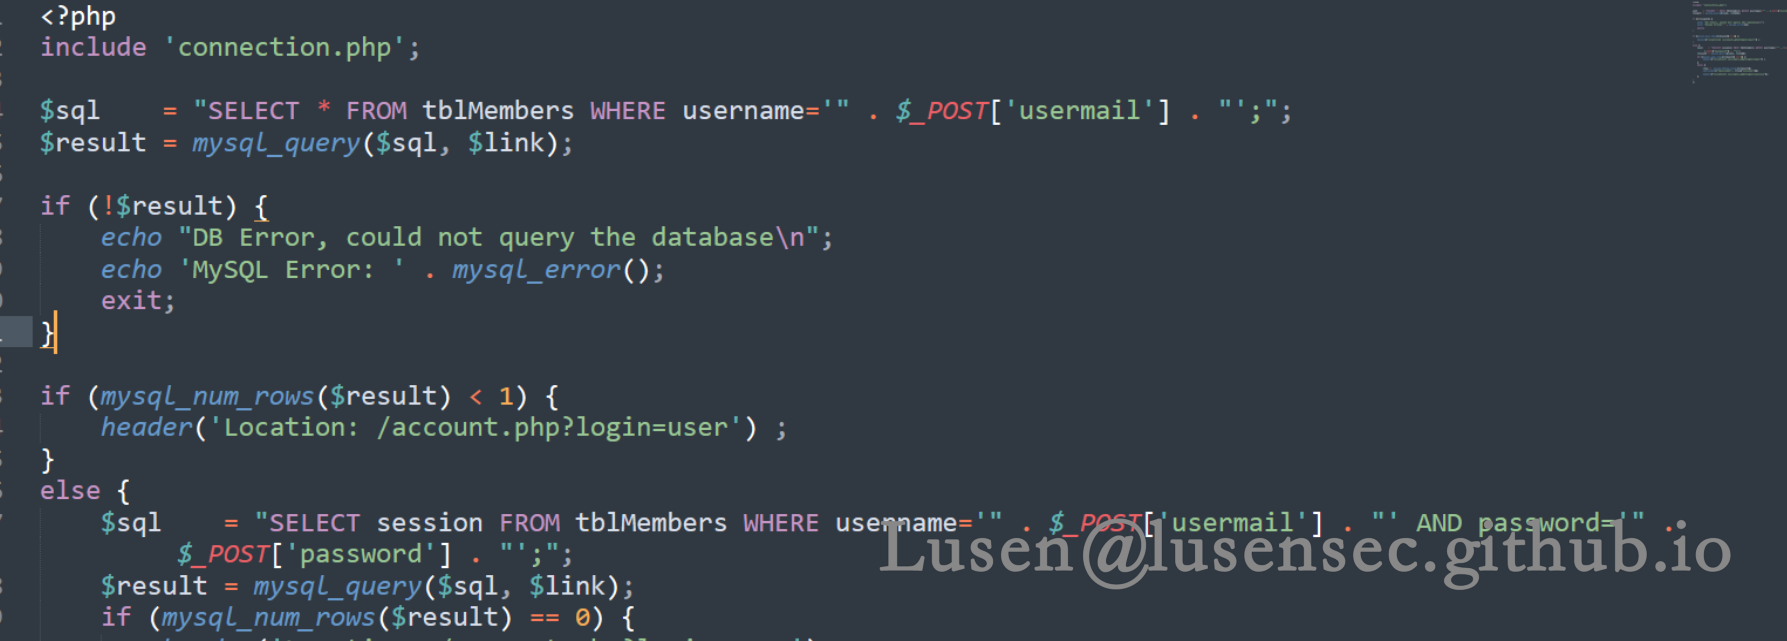 <?php
include 'connection.php';
$sql    = "SELECT * FROM tblMembers WHERE username='" . $_POST['usermail'] . "';";
$result = mysql_query($sql, $link);
if (!$result) {
    echo "DB Error, could not query the database\n";
    echo 'MySQL Error: ' . mysql_error();
    exit;
}
if (mysql_num_rows($result) < 1) {
    header('Location: /account.php?login=user') ;
}
else {
    $sql    = "SELECT session FROM tblMembers WHERE username='" . $_POST['usermail'] . "' AND password='" .
         $_POST['password'] . "';";
    $result = mysql_query($sql, $link);
    if (mysql_num_rows($result) == 0) {
Lusen@lusensec.github.io